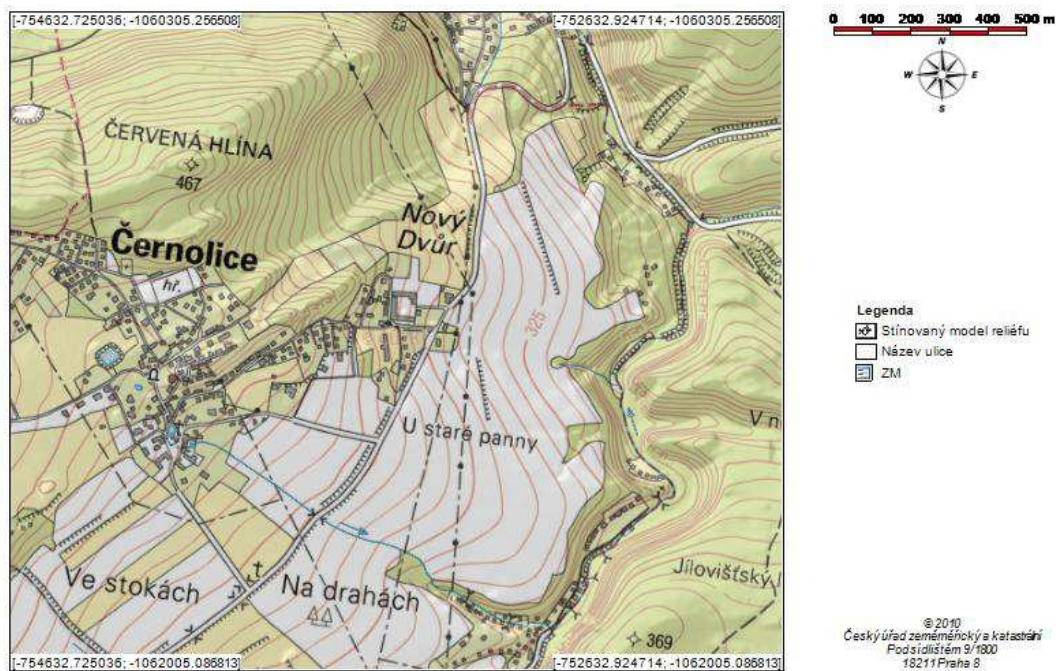 [-754632.725036; -1060305.256508]
[-752632.924714; -1060305.256508]
0 100 200 300 400 500 m
N
W E
S
ČERVENÁ HLÍNA
467
Nový
Dvůr
Černolice
hř.
325
Legenda
Stínovaný model reliéfu
Název ulice
ZM
P
U staré panny
V n
Ve stokách
t
Na drahách
Jílovišťský
369
[-754632.725036; -1062005.086813]
[-752632.924714; -1062005.086813]
© 2010
Český úřad zeměměřický a katastrální
Pod sídlištěm 9/1800
18211 Praha 8